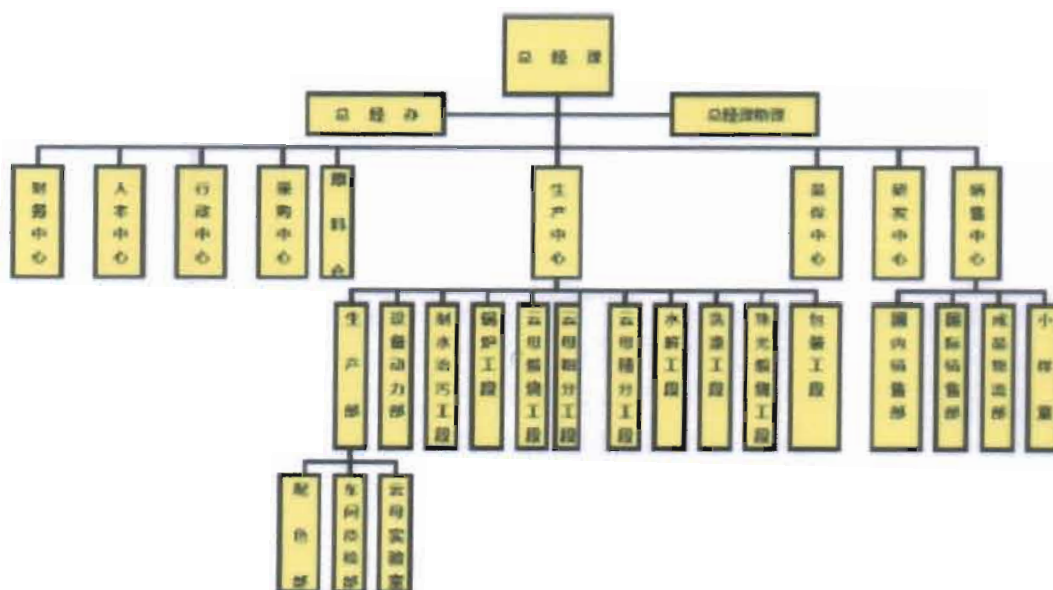 总经理
总经办
总经理助理
财务中心
人本中心
行政中心
采购中心
原料仓
生产中心
品保中心
研发中心
销售中心
生产部
设备动力部
制水治污工段
锅炉工段
云母煅烧工段
云母粗分工段
云母精分工段
水解工段
洗涤工段
珠光煅烧工段
包装工段
国内销售部
国际销售部
成品物流部
小样室
配色部
车间检验部
云母实验室